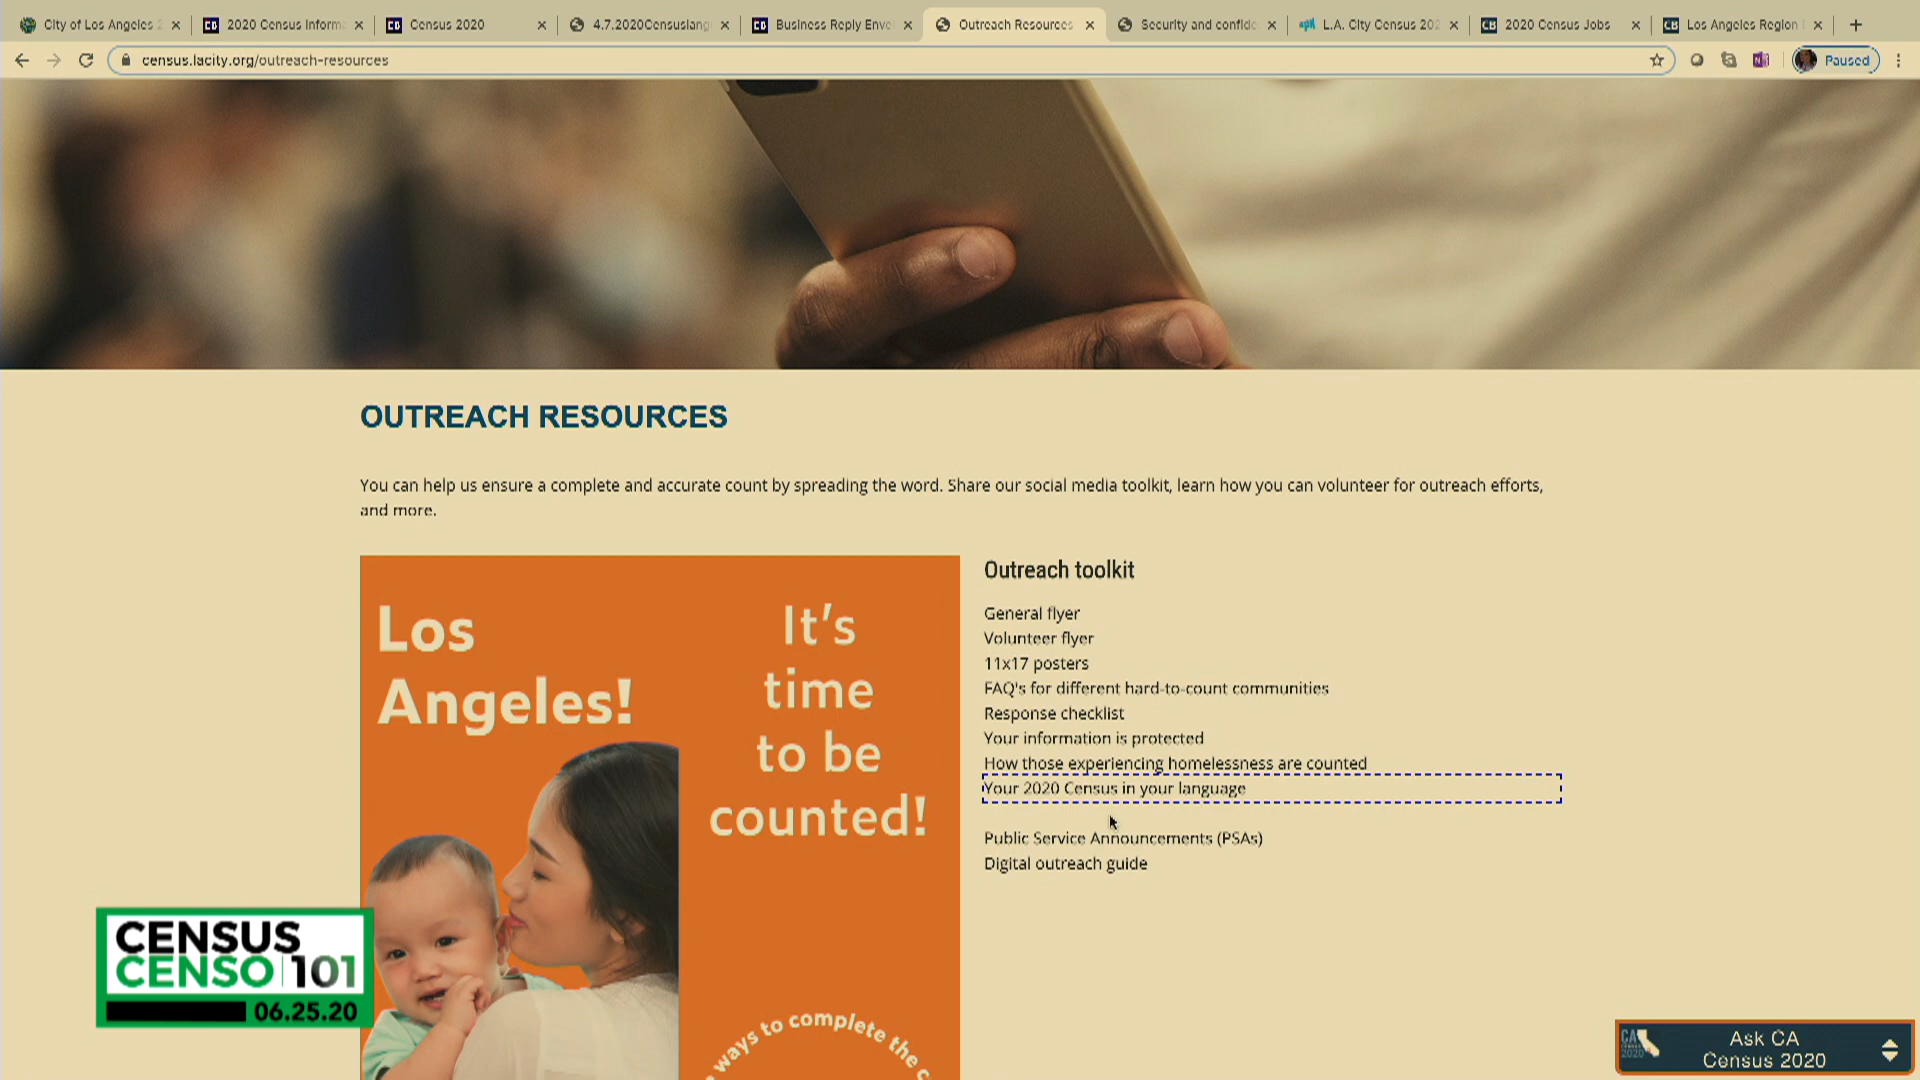 City of Los Angeles 2
2020 Census Inform
Census 2020
4.7.2020Censuslang
Business Reply Enve
Outreach Resources
Security and confide
L.A. City Census 202
2020 Census Jobs
Los Angeles Region
census.lacity.org/outreach-resources
Paused
OUTREACH RESOURCES
You can help us ensure a complete and accurate count by spreading the word. Share our social media toolkit, learn how you can volunteer for outreach efforts,
and more.
Los
Angeles!
It's
time
to be
counted!
ways to complete the c
Outreach toolkit
General flyer
Volunteer flyer
11x17 posters
FAQ's for different hard-to-count communities
Response checklist
Your information is protected
How those experiencing homelessness are counted
Your 2020 Census in your language
Public Service Announcements (PSAs)
Digital outreach guide
CENSUS
CENSO 101
06.25.20
CA
2020
Ask CA
Census 2020